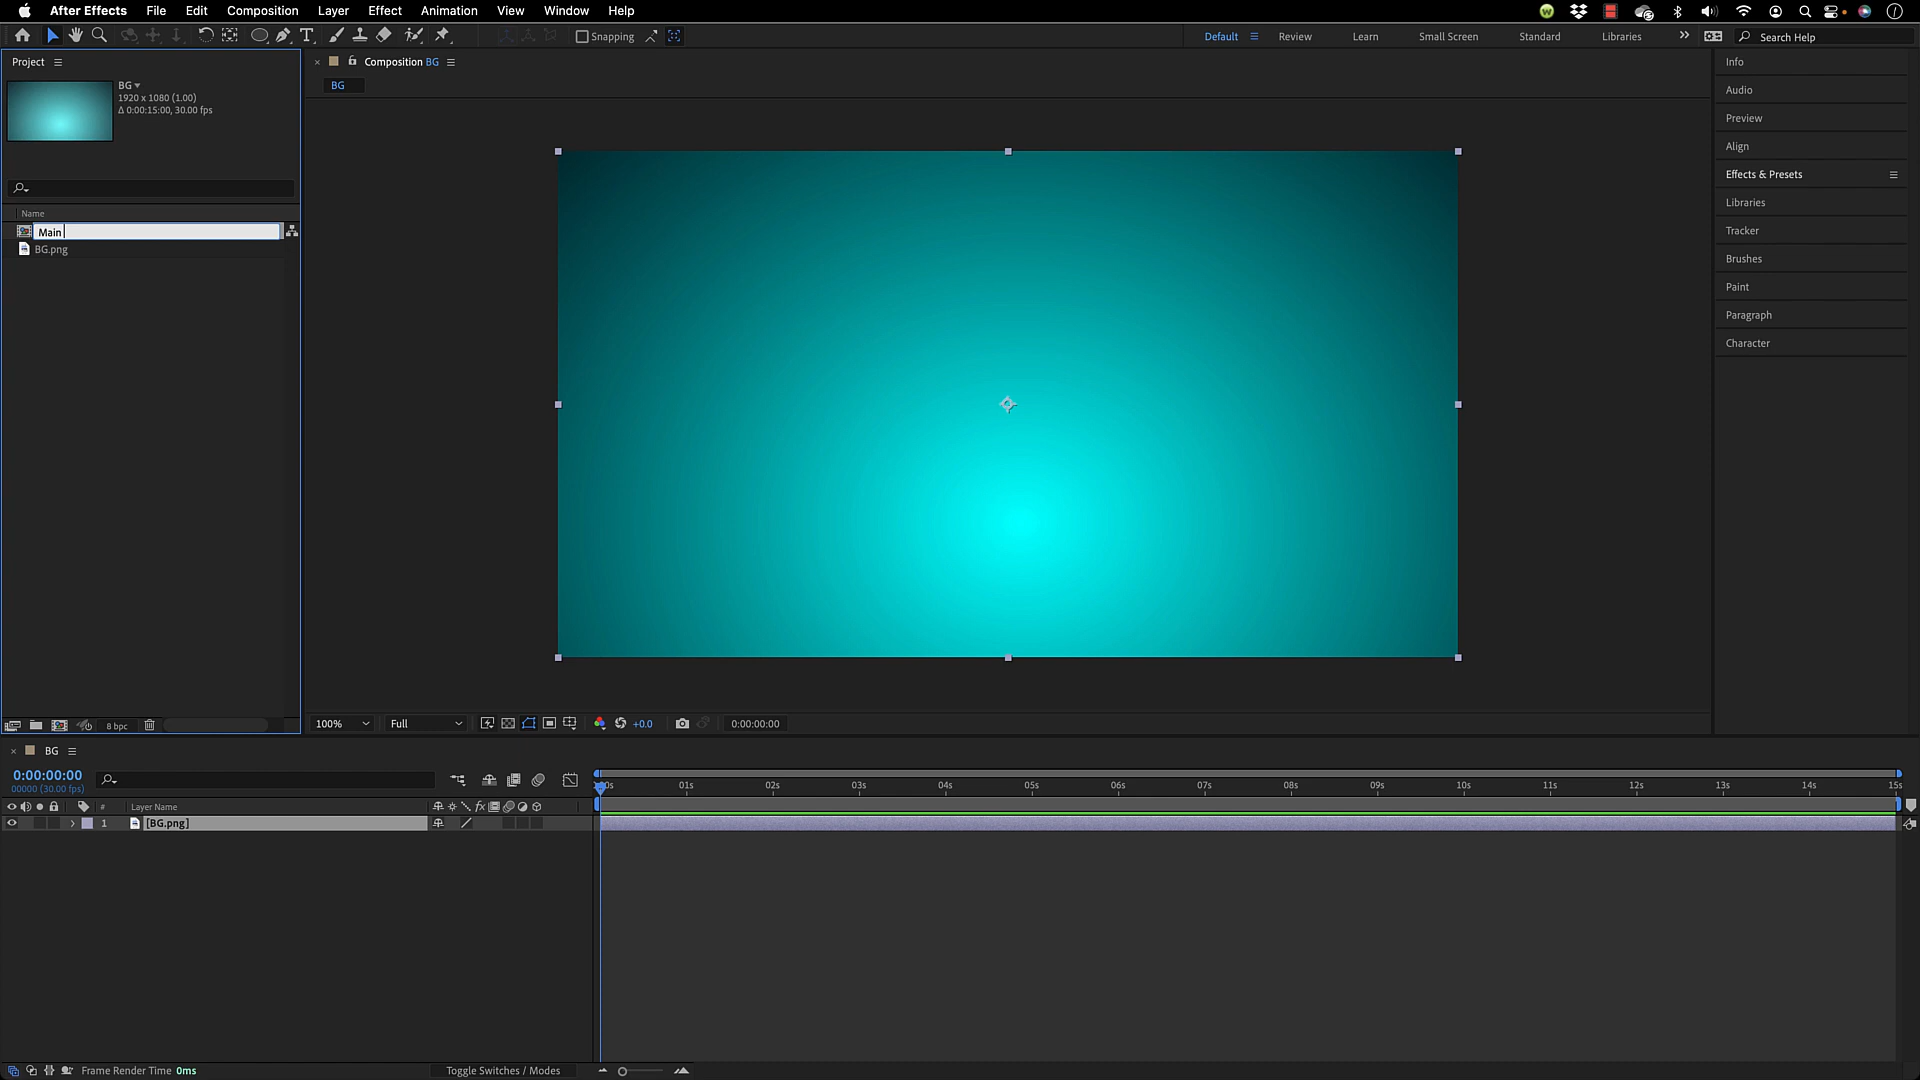 After Effects File Edit Composition Layer Effect Animation View Window Help
Snapping
Default Review Learn Small Screen Standard Libraries Search Help
Project
BG
1920 x 1080 (1.00)
Δ 0:00:15:00, 30.00 fps
Name
Main
BG.png
8 bpc
Composition BG
BG
100% Full +0.0 0:00:00:00
Info
Audio
Preview
Align
Effects & Presets
Libraries
Tracker
Brushes
Paint
Paragraph
Character
BG
0:00:00:00
00000 (30.00 fps)
# Layer Name
1 [BG.png]
01s 02s 03s 04s 05s 06s 07s 08s 09s 10s 11s 12s 13s 14s 15s
Frame Render Time 0ms
Toggle Switches / Modes